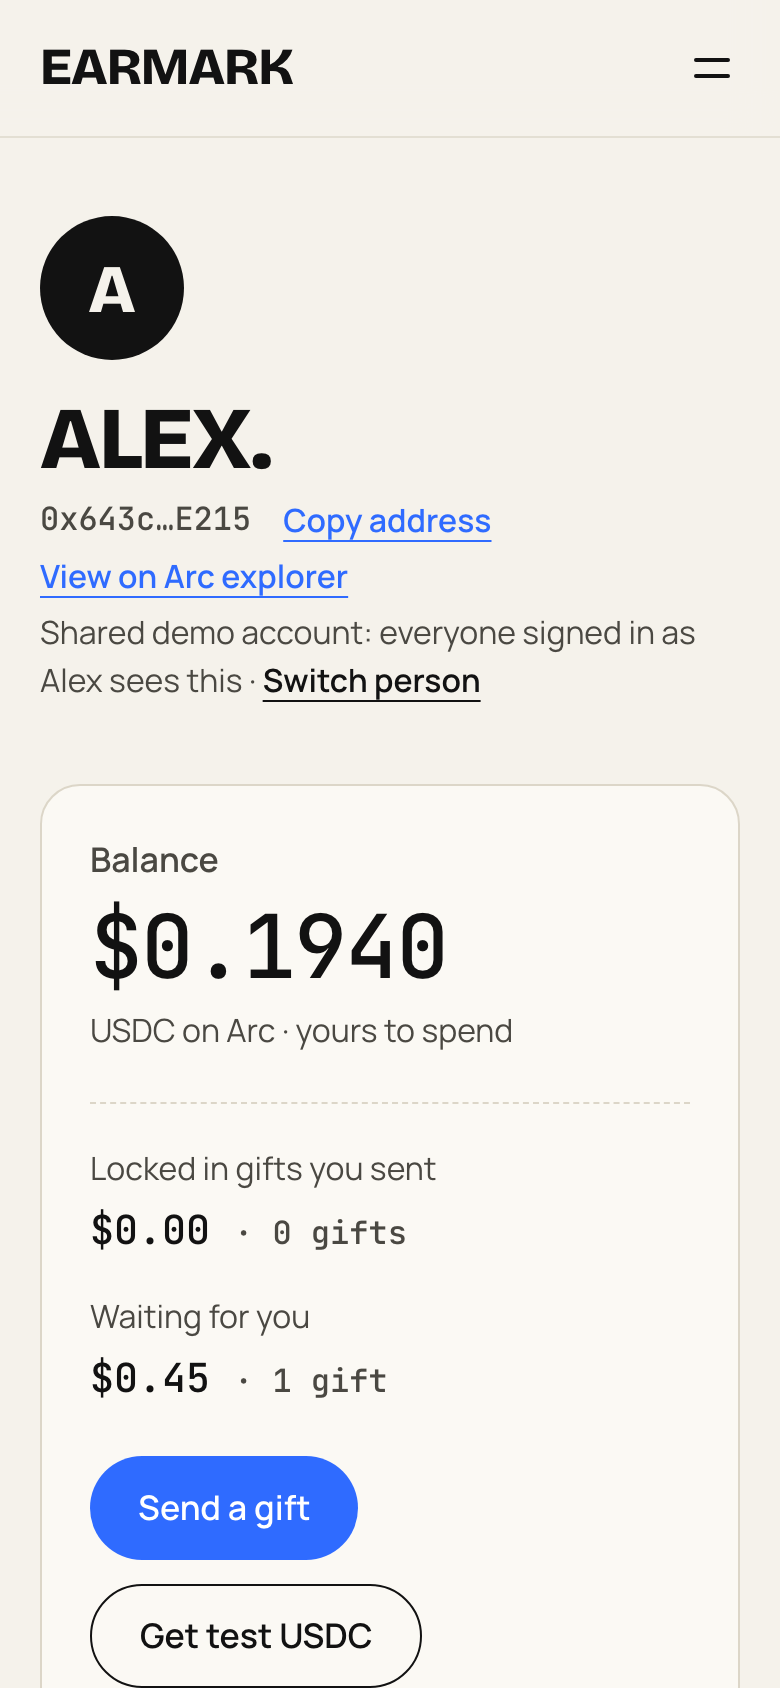 EARMARK
A
ALEX.
0x643c…E215 Copy address
View on Arc explorer
Shared demo account: everyone signed in as
Alex sees this · Switch person
Balance
$0.1940
USDC on Arc · yours to spend
Locked in gifts you sent
$0.00 · 0 gifts
Waiting for you
$0.45 · 1 gift
Send a gift
Get test USDC